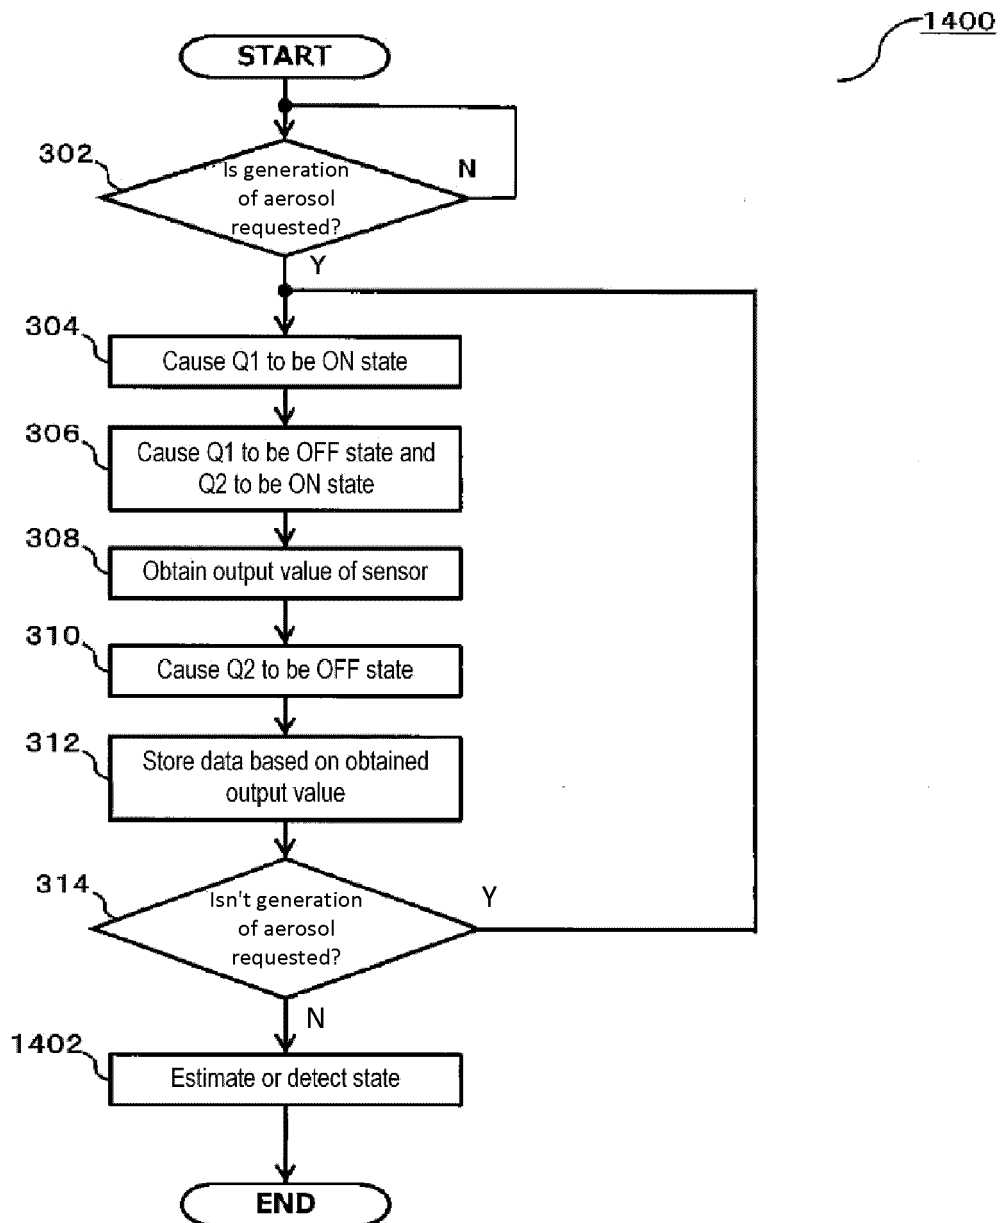 1400
START
302
Is generation
of aerosol
requested?
N
Y
304
Cause Q1 to be ON state
306
Cause Q1 to be OFF state and
Q2 to be ON state
308
Obtain output value of sensor
310
Cause Q2 to be OFF state
312
Store data based on obtained
output value
314
Isn't generation
of aerosol
requested?
Y
N
1402
Estimate or detect state
END